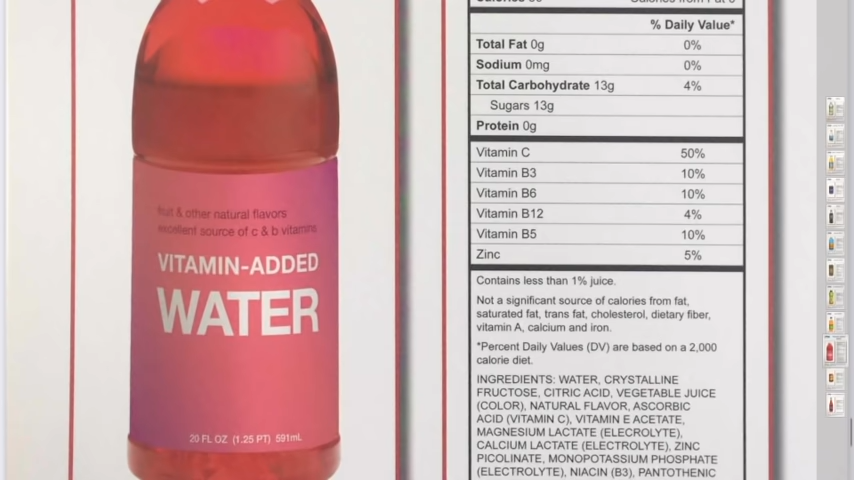 fruit & other natural flavors
excellent source of c & b vitamins
VITAMIN-ADDED
WATER
20 FL OZ (1.25 PT) 591mL
% Daily Value*
Total Fat 0g 0%
Sodium 0mg 0%
Total Carbohydrate 13g 4%
Sugars 13g
Protein 0g
Vitamin C 50%
Vitamin B3 10%
Vitamin B6 10%
Vitamin B12 4%
Vitamin B5 10%
Zinc 5%
Contains less than 1% juice.
Not a significant source of calories from fat,
saturated fat, trans fat, cholesterol, dietary fiber,
vitamin A, calcium and iron.
*Percent Daily Values (DV) are based on a 2,000
calorie diet.
INGREDIENTS: WATER, CRYSTALLINE
FRUCTOSE, CITRIC ACID, VEGETABLE JUICE
(COLOR), NATURAL FLAVOR, ASCORBIC
ACID (VITAMIN C), VITAMIN E ACETATE,
MAGNESIUM LACTATE (ELECROLYTE),
CALCIUM LACTATE (ELECTROLYTE), ZINC
PICOLINATE, MONOPOTASSIUM PHOSPHATE
(ELECTROLYTE), NIACIN (B3), PANTOTHENIC